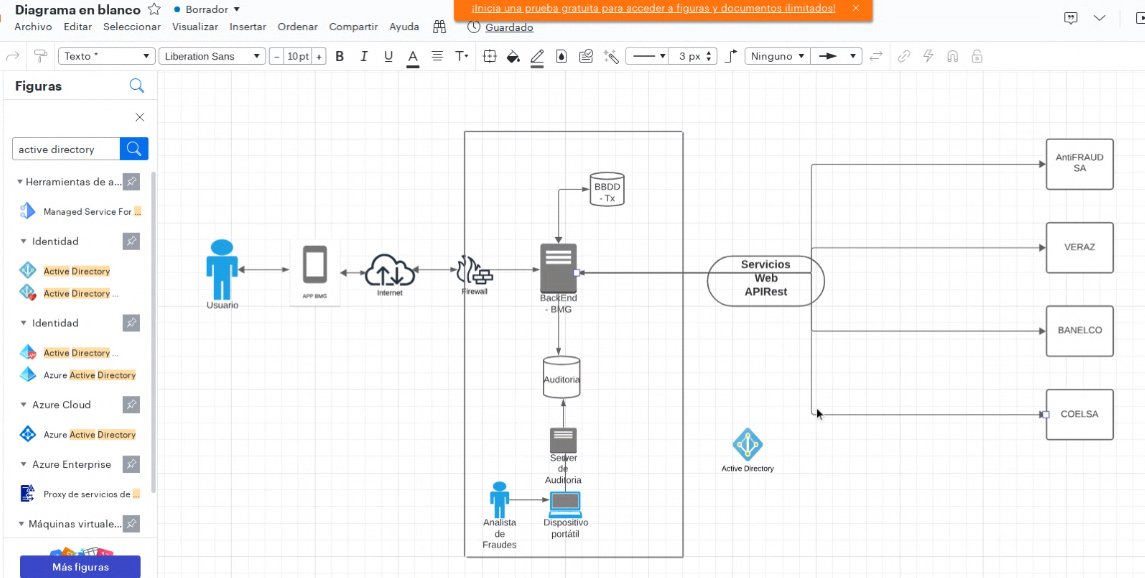 Diagrama en blanco
Borrador
¡Inicia una prueba gratuita para acceder a figuras y documentos ilimitados!
Archivo Editar Seleccionar Visualizar Insertar Ordenar Compartir Ayuda
Guardado
Texto *
Liberation Sans
10 pt
B I U A T
3 px
Ninguno
Figuras
active directory
Herramientas de a...
Managed Service For ...
Identidad
Active Directory
Active Directory ...
Identidad
Active Directory ...
Azure Active Directory
Azure Cloud
Azure Active Directory
Azure Enterprise
Proxy de servicios de ...
Máquinas virtuale...
Más figuras
Usuario
APP BMG
Internet
Firewall
BBDD
- Tx
BackEnd
- BMG
Auditoria
Server
de
Auditoria
Analista
de
Fraudes
Dispositivo
portátil
Servicios
Web
APIRest
Active Directory
AntiFRAUD
SA
VERAZ
BANELCO
COELSA